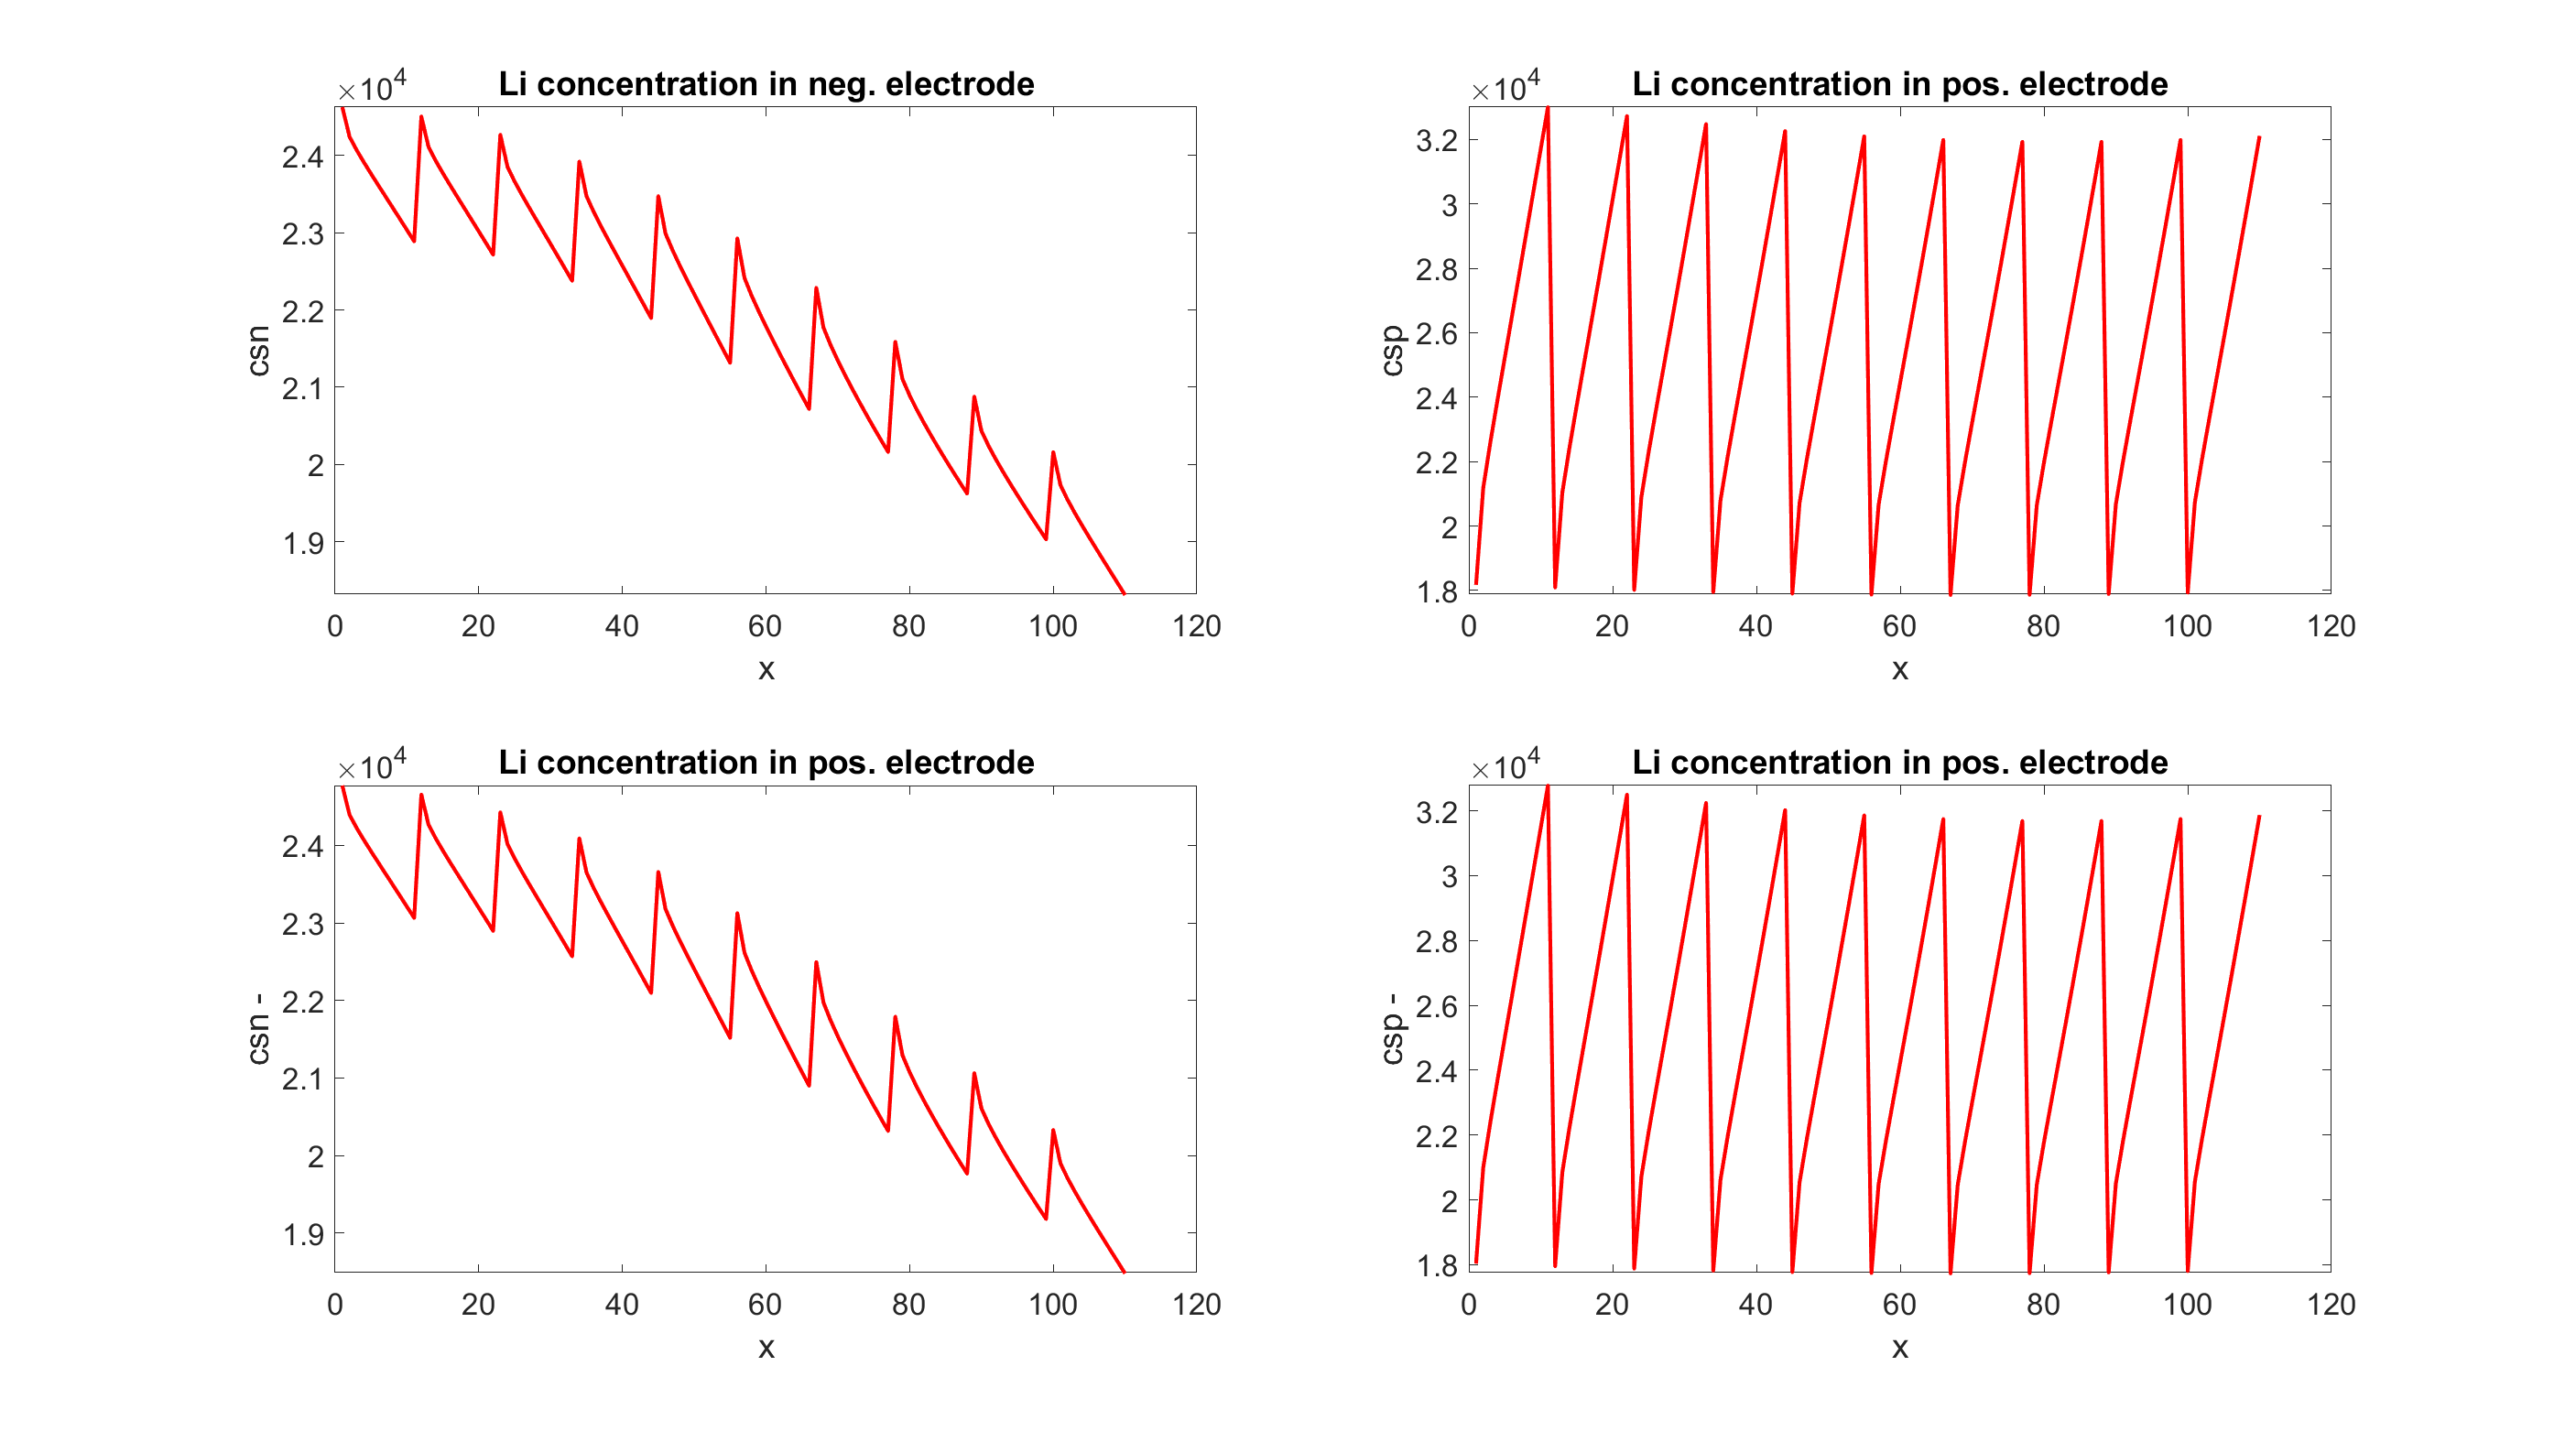 Li concentration in neg. electrode
×10^4
2.4
2.3
2.2
2.1
2
1.9
csn
0 20 40 60 80 100 120
x
Li concentration in pos. electrode
×10^4
3.2
3
2.8
2.6
2.4
2.2
2
1.8
csp
0 20 40 60 80 100 120
x
Li concentration in pos. electrode
×10^4
2.4
2.3
2.2
2.1
2
1.9
csn -
0 20 40 60 80 100 120
x
Li concentration in pos. electrode
×10^4
3.2
3
2.8
2.6
2.4
2.2
2
1.8
csp -
0 20 40 60 80 100 120
x